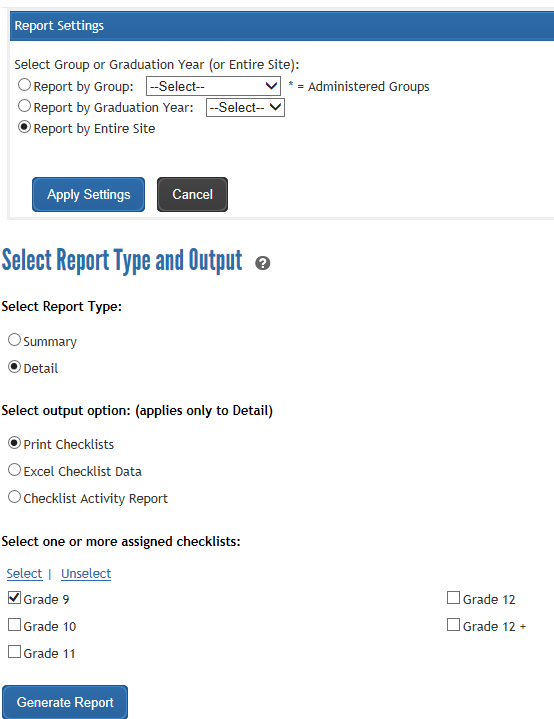 Report Settings
Select Group or Graduation Year (or Entire Site):
Report by Group: --Select-- * = Administered Groups
Report by Graduation Year: --Select--
Report by Entire Site
Apply Settings Cancel
Select Report Type and Output ?
Select Report Type:
Summary
Detail
Select output option: (applies only to Detail)
Print Checklists
Excel Checklist Data
Checklist Activity Report
Select one or more assigned checklists:
Select | Unselect
Grade 9 Grade 12
Grade 10 Grade 12 +
Grade 11
Generate Report